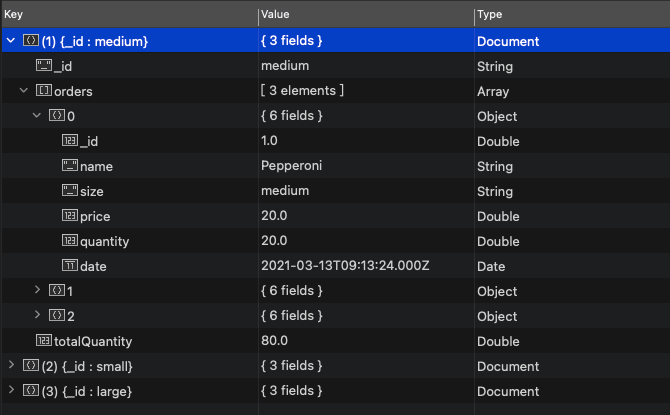 Key Value Type
(1) {_id : medium} { 3 fields } Document
_id medium String
orders [ 3 elements ] Array
0 { 6 fields } Object
_id 1.0 Double
name Pepperoni String
size medium String
price 20.0 Double
quantity 20.0 Double
date 2021-03-13T09:13:24.000Z Date
1 { 6 fields } Object
2 { 6 fields } Object
totalQuantity 80.0 Double
(2) {_id : small} { 3 fields } Document
(3) {_id : large} { 3 fields } Document